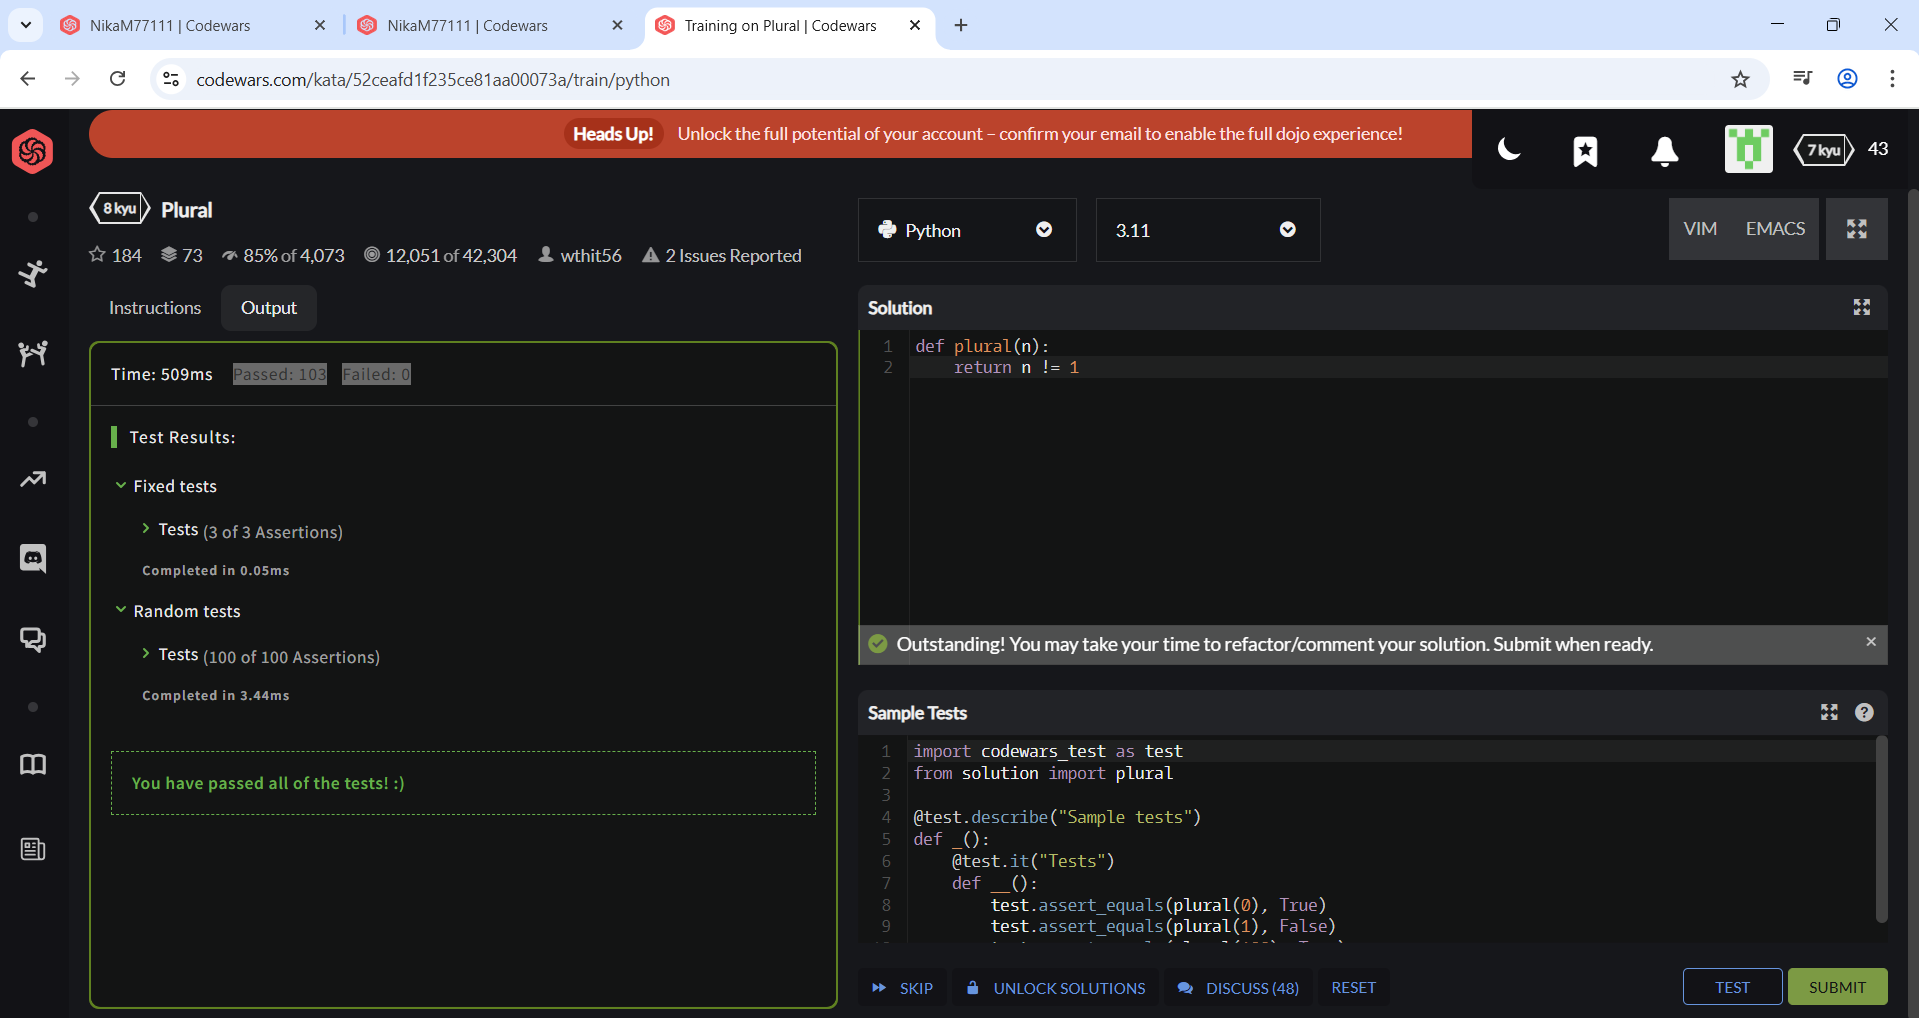 NikaM77111 | Codewars
NikaM77111 | Codewars
Training on Plural | Codewars
codewars.com/kata/52ceafd1f235ce81aa00073a/train/python
Heads Up! Unlock the full potential of your account – confirm your email to enable the full dojo experience!
7 kyu 43
8 kyu Plural
184 73 85% of 4,073 12,051 of 42,304 wthit56 2 Issues Reported
Python
3.11
VIM EMACS
Instructions Output
Time: 509ms Passed: 103 Failed: 0
Test Results:
Fixed tests
Tests (3 of 3 Assertions)
Completed in 0.05ms
Random tests
Tests (100 of 100 Assertions)
Completed in 3.44ms
You have passed all of the tests! :)
Solution
1 def plural(n):
2     return n != 1
Outstanding! You may take your time to refactor/comment your solution. Submit when ready.
Sample Tests
1 import codewars_test as test
2 from solution import plural
3
4 @test.describe("Sample tests")
5 def _():
6     @test.it("Tests")
7     def __():
8         test.assert_equals(plural(0), True)
9         test.assert_equals(plural(1), False)
SKIP UNLOCK SOLUTIONS DISCUSS (48) RESET TEST SUBMIT